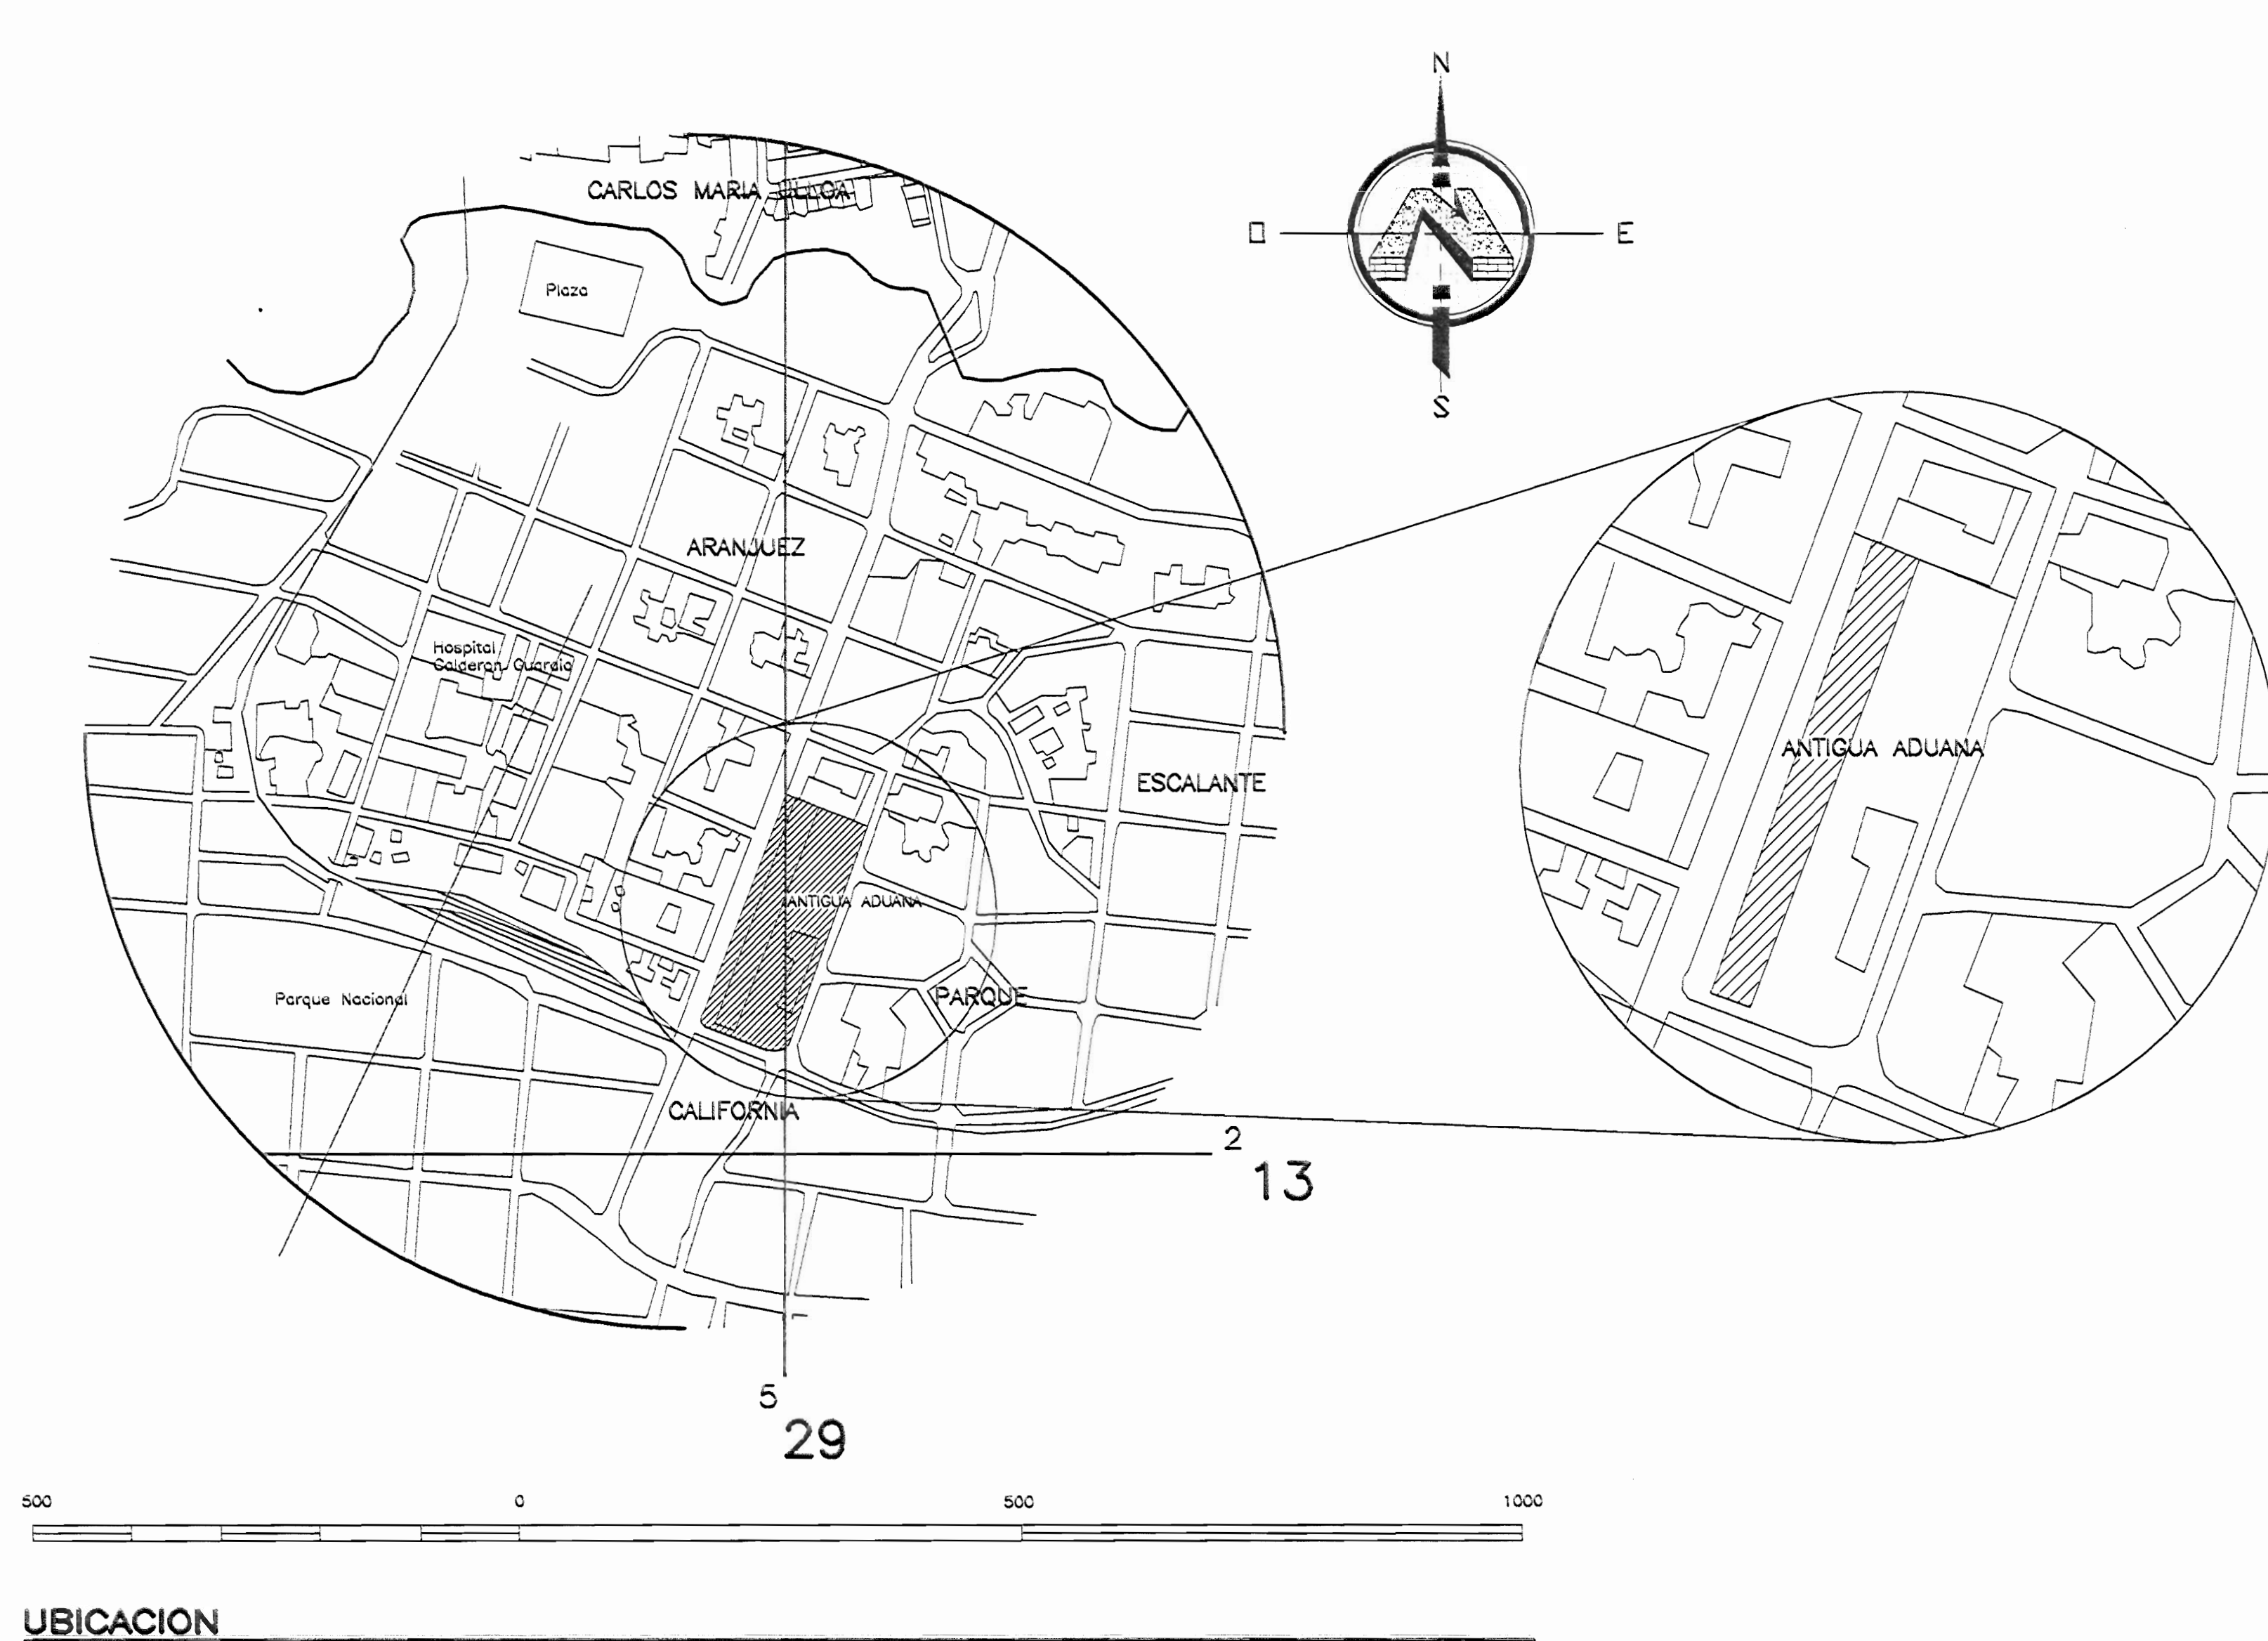 N
CARLOS MARIA ULLOA
O
E
Plaza
S
ARANJUEZ
Hospital
Calderon Guardia
ANTIGUA ADUANA
ESCALANTE
ANTIGUA ADUANA
Parque Nacional
PARQUE
CALIFORNIA
2
13
5
29
500 0 500 1000
UBICACION